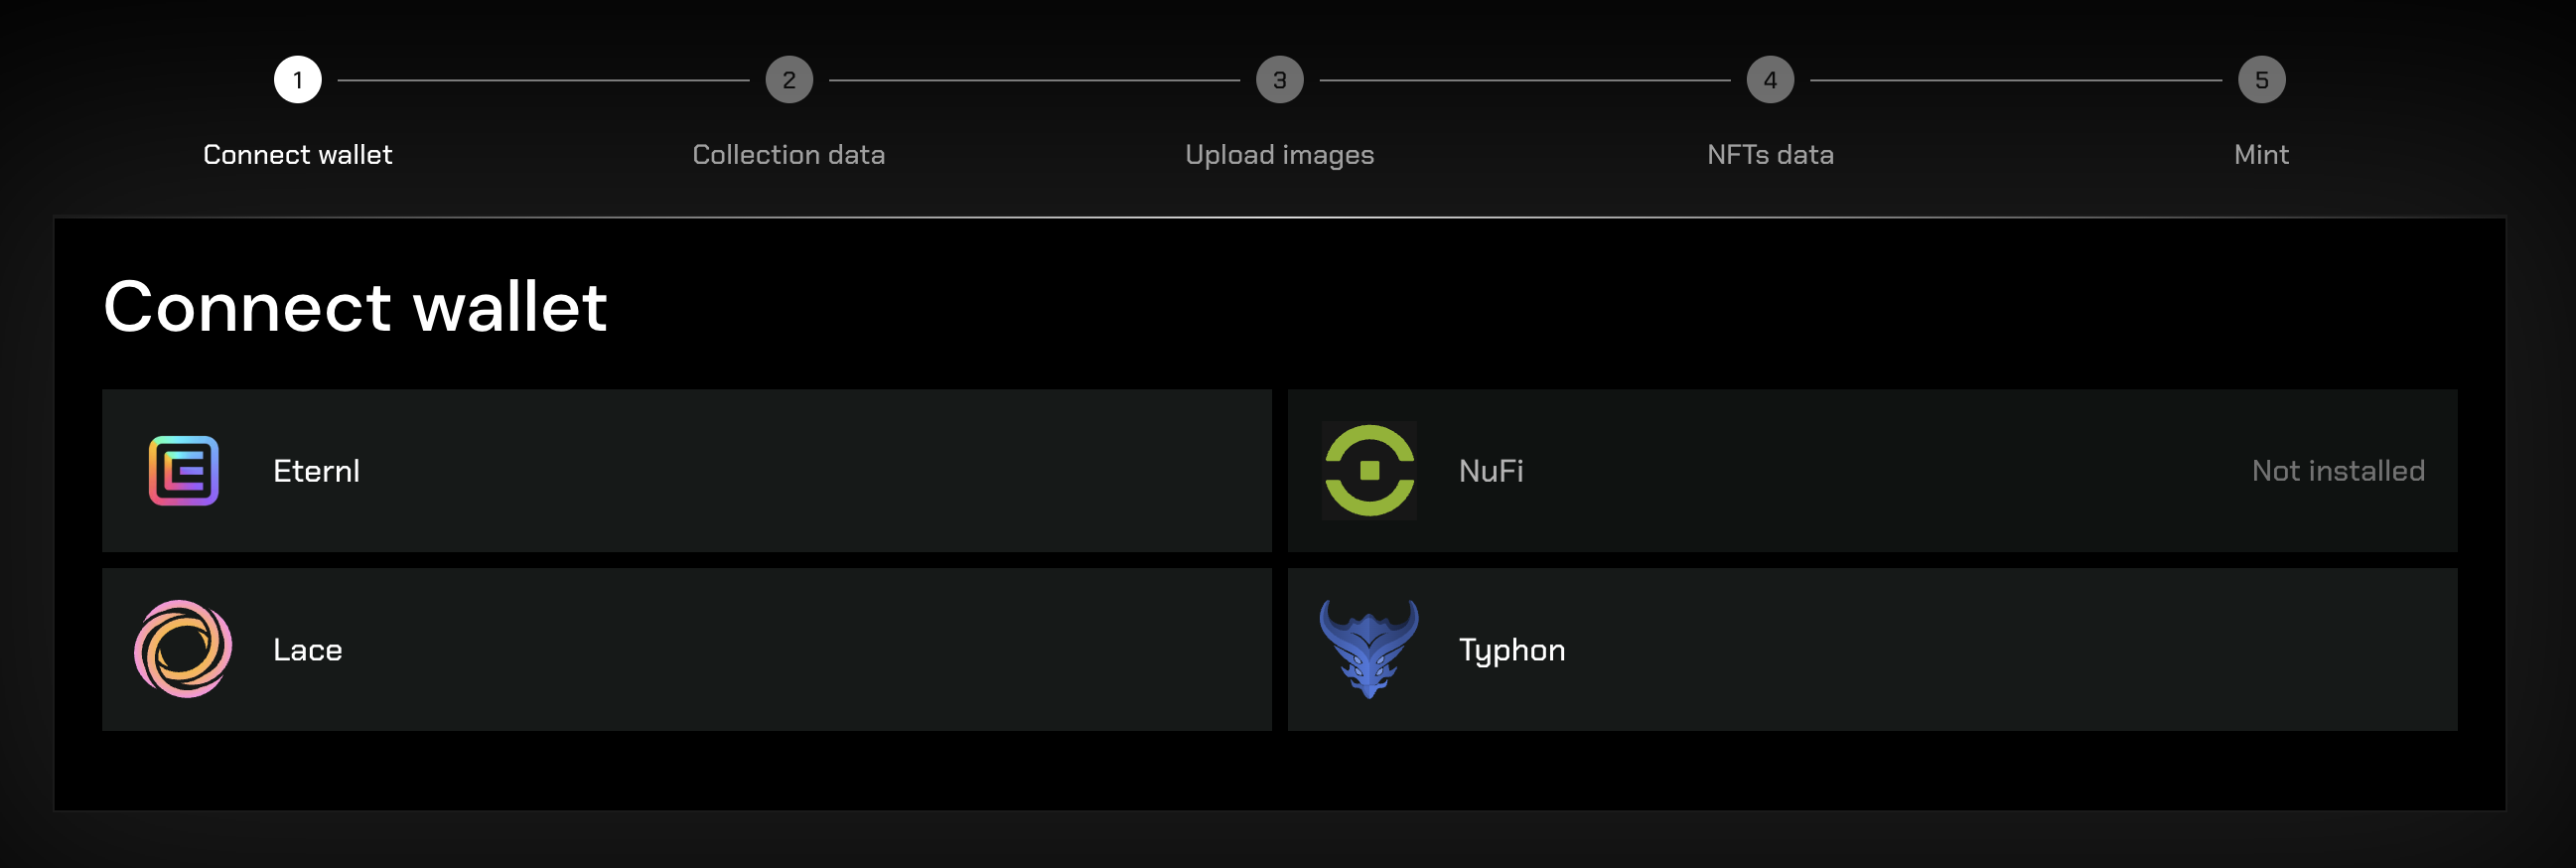 1 2 3 4 5
Connect wallet Collection data Upload images NFTs data Mint
Connect wallet
Eternl
NuFi Not installed
Lace
Typhon